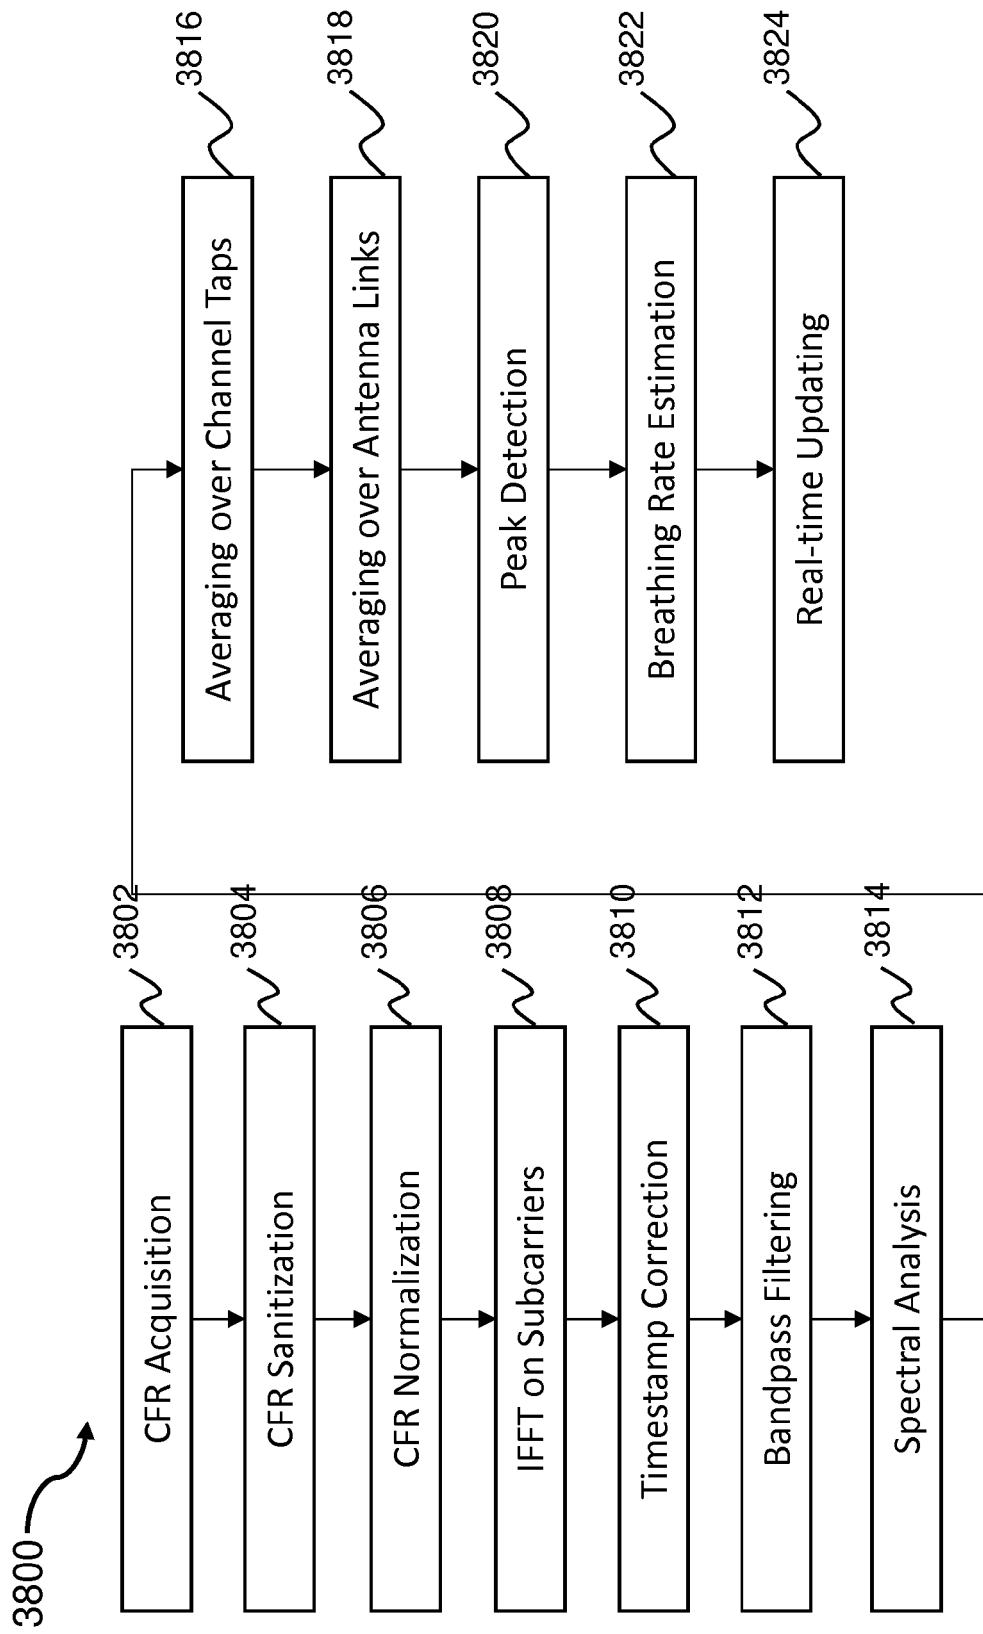 3800
CFR Acquisition
3802
CFR Sanitization
3804
CFR Normalization
3806
IFFT on Subcarriers
3808
Timestamp Correction
3810
Bandpass Filtering
3812
Spectral Analysis
3814
Averaging over Channel Taps
3816
Averaging over Antenna Links
3818
Peak Detection
3820
Breathing Rate Estimation
3822
Real-time Updating
3824